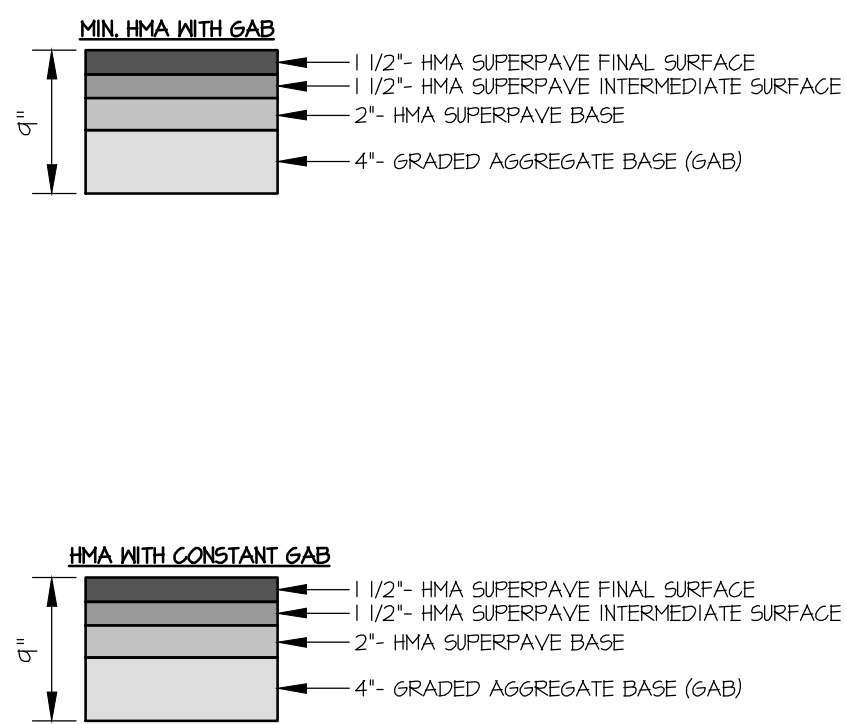 MIN. HMA WITH GAB
1 1/2"- HMA SUPERPAVE FINAL SURFACE
1 1/2"- HMA SUPERPAVE INTERMEDIATE SURFACE
2"- HMA SUPERPAVE BASE
9"
4"- GRADED AGGREGATE BASE (GAB)
HMA WITH CONSTANT GAB
1 1/2"- HMA SUPERPAVE FINAL SURFACE
1 1/2"- HMA SUPERPAVE INTERMEDIATE SURFACE
2"- HMA SUPERPAVE BASE
9"
4"- GRADED AGGREGATE BASE (GAB)